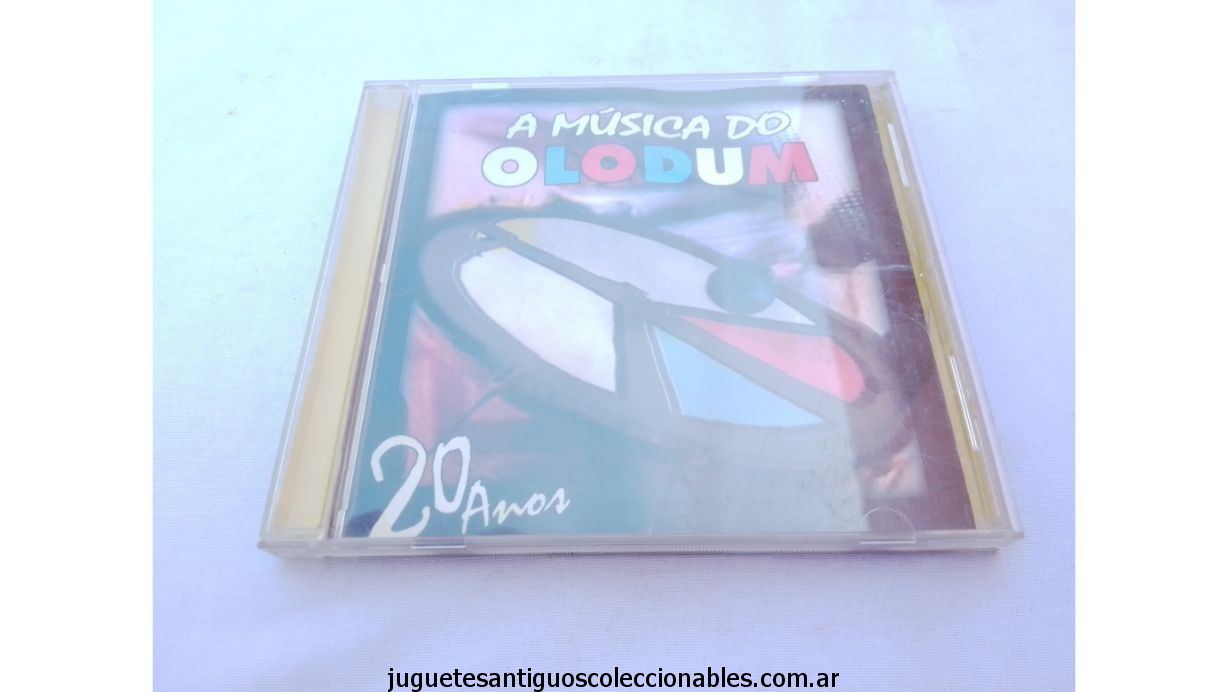 A MÚSICA DO
OLODUM
20 Anos
juguetesantiguoscoleccionables.com.ar